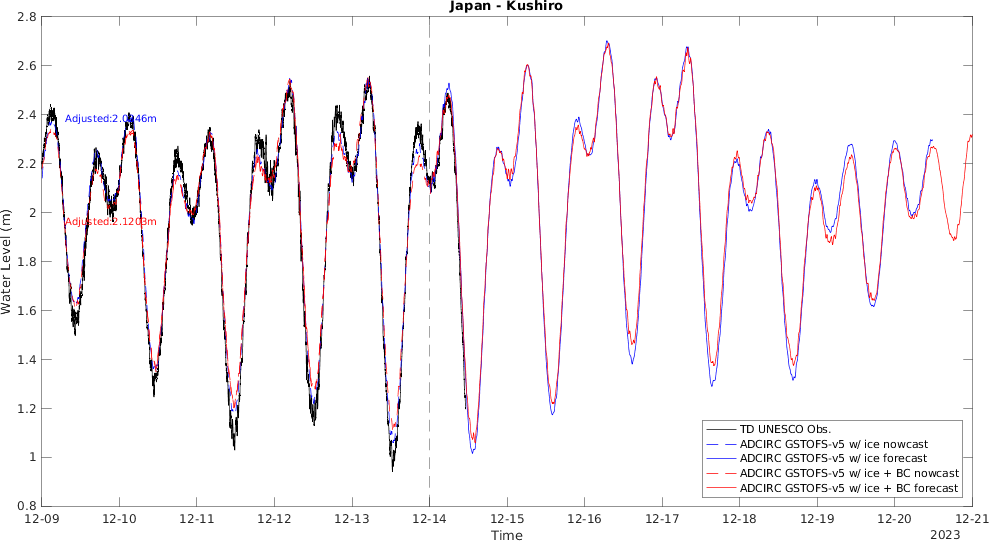 Japan - Kushiro
2.8
2.6
2.4
2.2
2
1.8
1.6
1.4
1.2
1
0.8
Water Level (m)
Adjusted:2.0946m
Adjusted:2.1203m
TD UNESCO Obs.
ADCIRC GSTOFS-v5 w/ ice nowcast
ADCIRC GSTOFS-v5 w/ ice forecast
ADCIRC GSTOFS-v5 w/ ice + BC nowcast
ADCIRC GSTOFS-v5 w/ ice + BC forecast
12-09 12-10 12-11 12-12 12-13 12-14 12-15 12-16 12-17 12-18 12-19 12-20 12-21
Time
2023